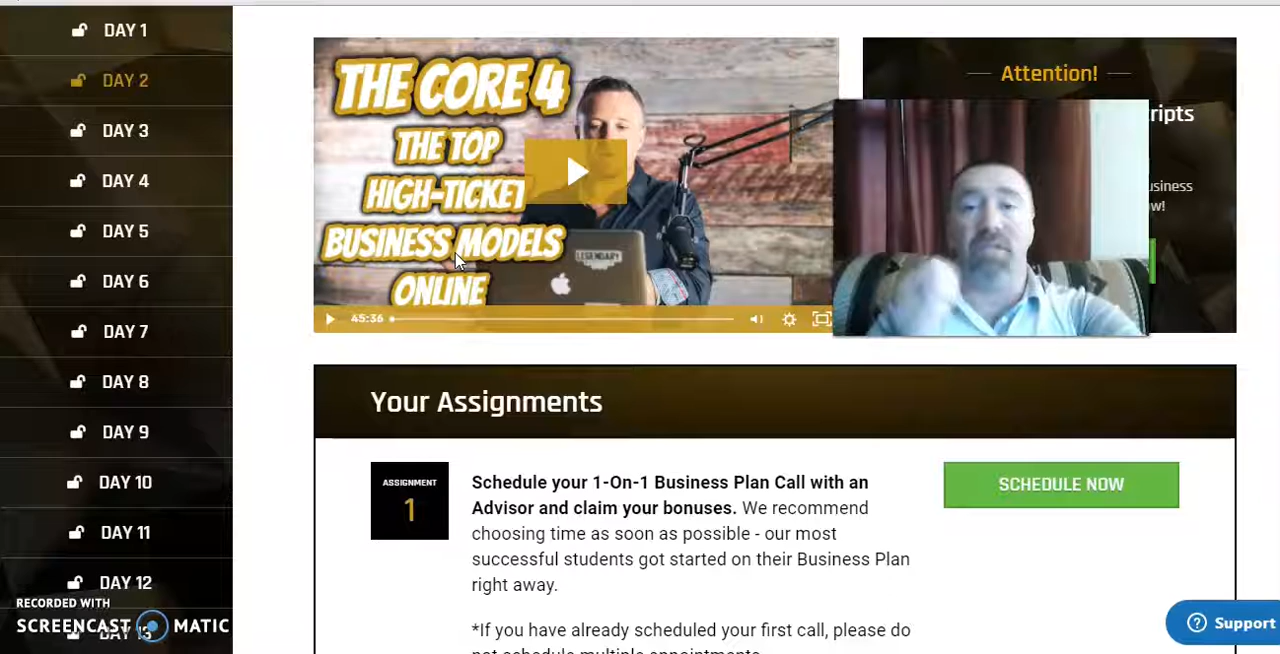 DAY 1
DAY 2
DAY 3
DAY 4
DAY 5
DAY 6
DAY 7
DAY 8
DAY 9
DAY 10
DAY 11
DAY 12
RECORDED WITH
SCREENCAST MATIC
THE CORE 4
THE TOP
HIGH-TICKET
BUSINESS MODELS
ONLINE
LEGENDARY
45:36
Attention!
Your Assignments
ASSIGNMENT
1
Schedule your 1-On-1 Business Plan Call with an
Advisor and claim your bonuses. We recommend
choosing time as soon as possible - our most
successful students got started on their Business Plan
right away.
*If you have already scheduled your first call, please do
SCHEDULE NOW
Support